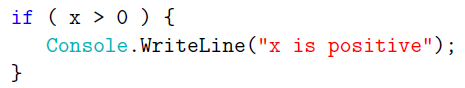 if ( x > 0 ) {
   Console.WriteLine("x is positive");
}